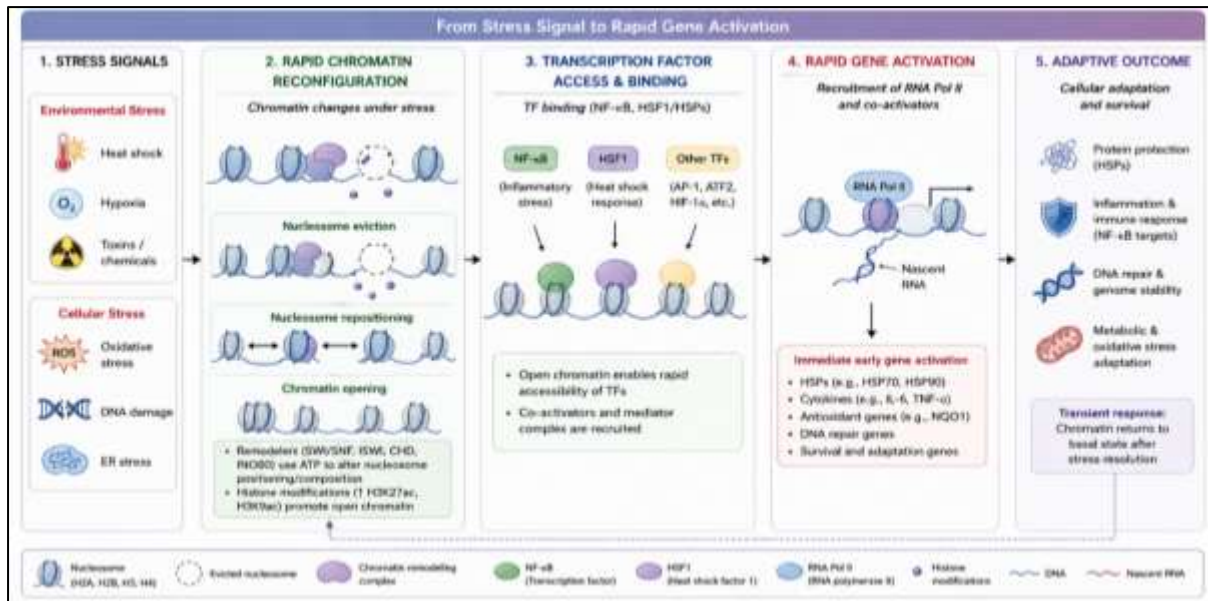 From Stress Signal to Rapid Gene Activation
1. STRESS SIGNALS
Environmental Stress
Heat shock
O₂
Hypoxia
Toxins /
chemicals
Cellular Stress
ROS
Oxidative
stress
DNA damage
ER stress
2. RAPID CHROMATIN
RECONFIGURATION
Chromatin changes under stress
Nucleosome eviction
Nucleosome repositioning
Chromatin opening
• Remodelers (SWI/SNF, ISWI, CHD,
INO80) use ATP to alter nucleosome
positioning/composition
• Histone modifications (↑ H3K27ac,
H3K9ac) promote open chromatin
3. TRANSCRIPTION FACTOR
ACCESS & BINDING
TF binding (NF-κB, HSF1/HSPs)
NF-κB
(Inflammatory
stress)
HSF1
(Heat shock
response)
Other TFs
(AP-1, ATF2,
HIF-1α, etc.)
• Open chromatin enables rapid
accessibility of TFs
• Co-activators and mediator
complex are recruited
4. RAPID GENE ACTIVATION
Recruitment of RNA Pol II
and co-activators
RNA Pol II
Nascent
RNA
Immediate early gene activation
• HSPs (e.g., HSP70, HSP90)
• Cytokines (e.g., IL-6, TNF-α)
• Antioxidant genes (e.g., NQO1)
• DNA repair genes
• Survival and adaptation genes
5. ADAPTIVE OUTCOME
Cellular adaptation
and survival
Protein protection
(HSPs)
Inflammation &
immune response
(NF-κB targets)
DNA repair &
genome stability
Metabolic &
oxidative stress
adaptation
Transient response:
Chromatin returns to
basal state after
stress resolution
Nucleosome
(H2A, H2B, H3, H4)
Evicted nucleosome
Chromatin remodeling
complex
NF-κB
(Transcription factor)
HSF1
(Heat shock factor 1)
RNA Pol II
(RNA polymerase II)
Histone
modifications
DNA
Nascent RNA